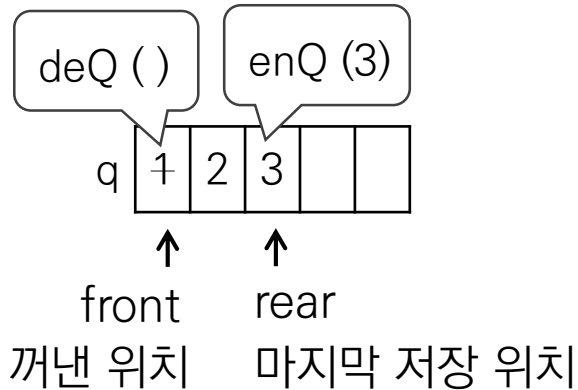 deQ ( )
enQ (3)
q 1 2 3
front
rear
꺼낸 위치
마지막 저장 위치